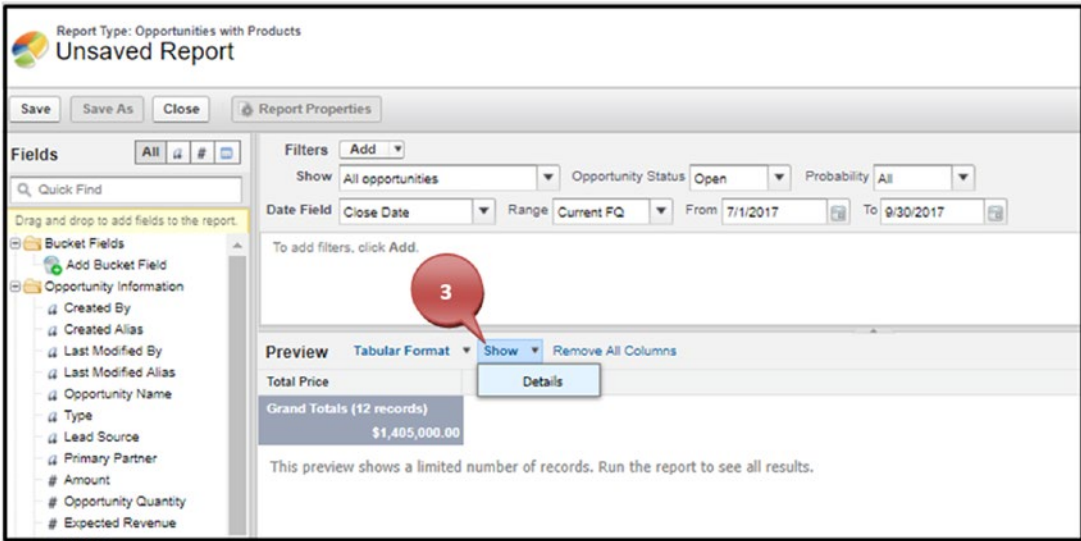 Report Type: Opportunities with Products
Unsaved Report
Save Save As Close Report Properties
Fields All a #
Quick Find
Drag and drop to add fields to the report.
Bucket Fields
Add Bucket Field
Opportunity Information
a Created By
a Created Alias
a Last Modified By
a Last Modified Alias
a Opportunity Name
a Type
a Lead Source
a Primary Partner
# Amount
# Opportunity Quantity
# Expected Revenue
Filters Add
Show All opportunities Opportunity Status Open Probability All
Date Field Close Date Range Current FQ From 7/1/2017 To 9/30/2017
To add filters, click Add.
3
Preview Tabular Format Show Remove All Columns
Details
Total Price
Grand Totals (12 records)
$1,405,000.00
This preview shows a limited number of records. Run the report to see all results.